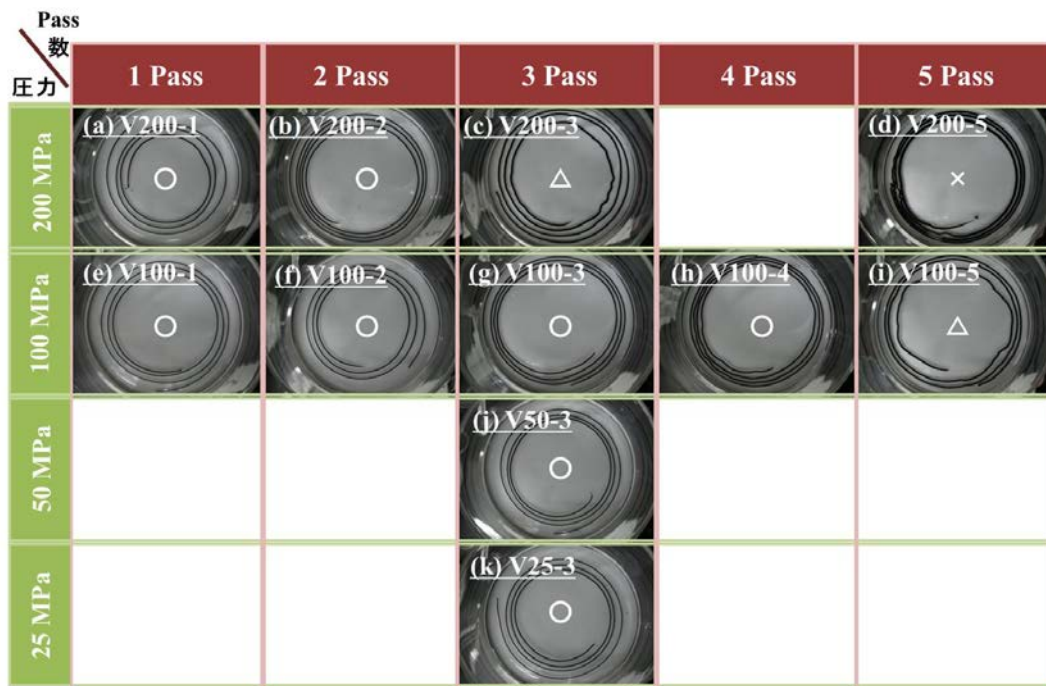 Pass
数
圧力
1 Pass
2 Pass
3 Pass
4 Pass
5 Pass
200 MPa
(a) V200-1
(b) V200-2
(c) V200-3
(d) V200-5
100 MPa
(e) V100-1
(f) V100-2
(g) V100-3
(h) V100-4
(i) V100-5
50 MPa
(j) V50-3
25 MPa
(k) V25-3